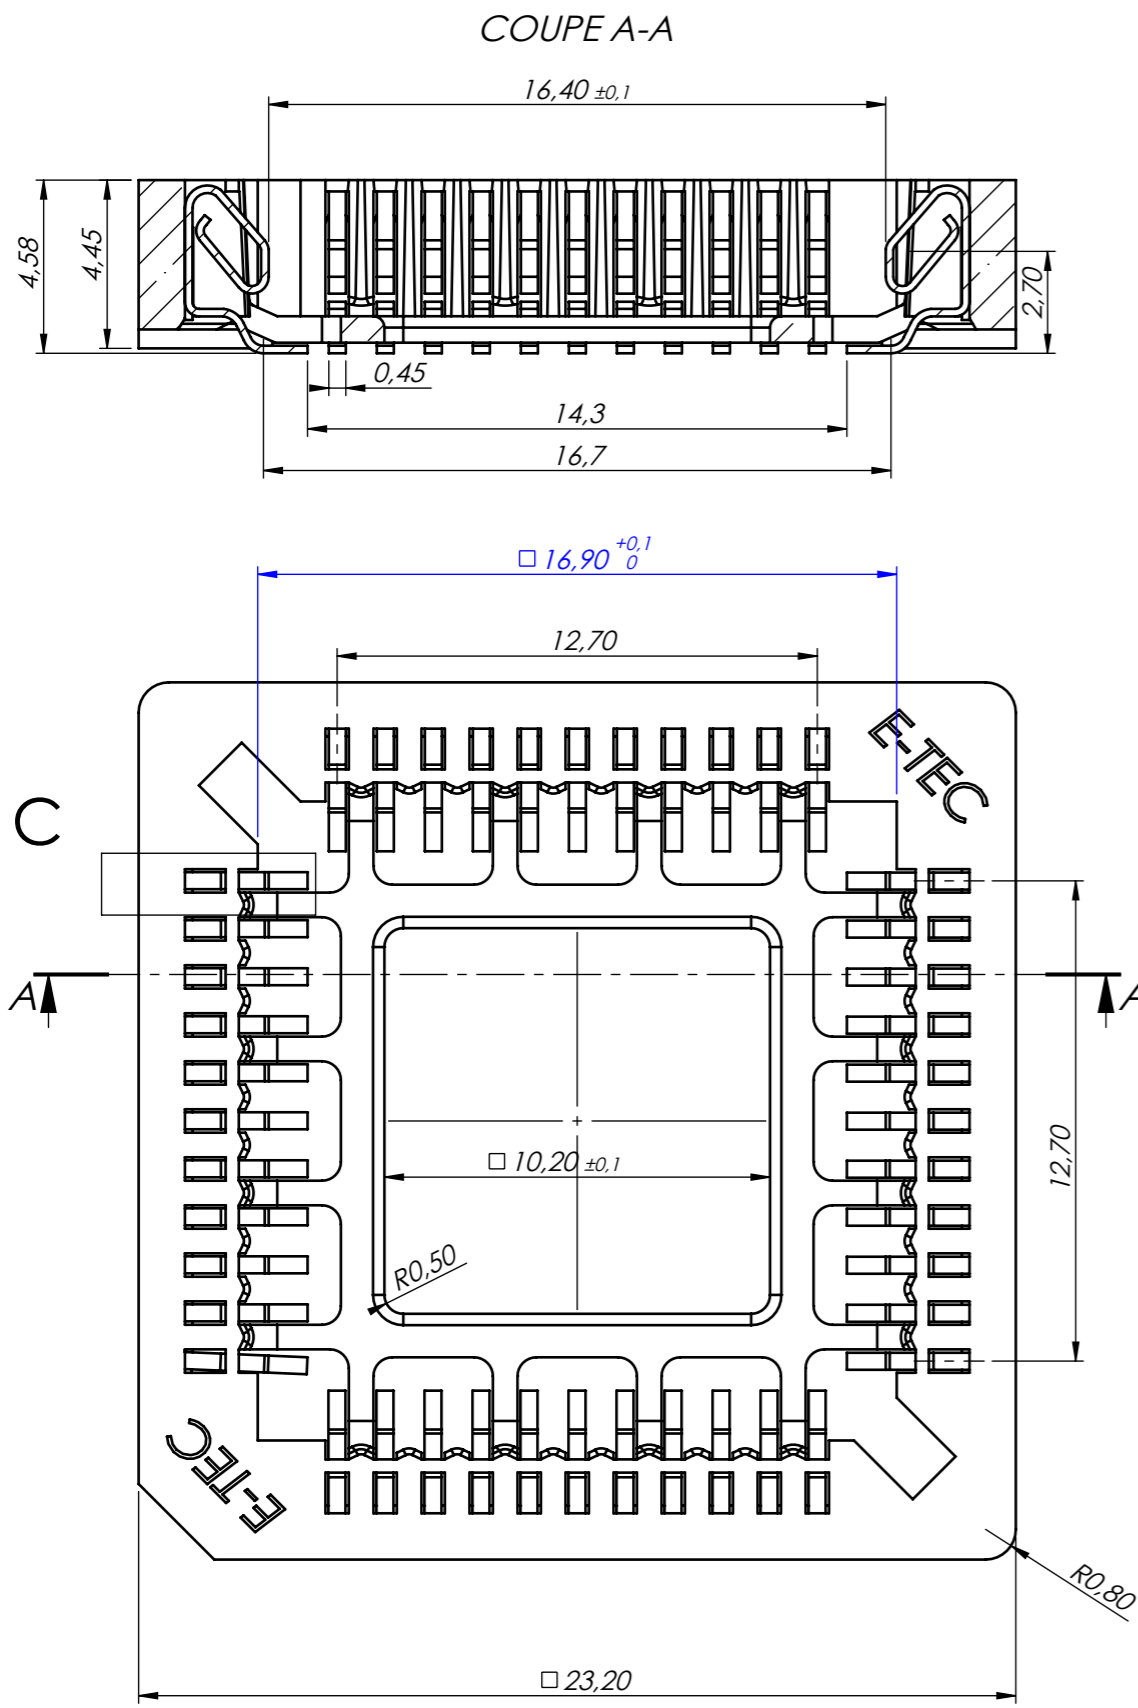 COUPE A-A
16,40 ±0,1
4,58
4,45
2,70
0,45
14,3
16,7
□ 16,90 +0,1 0
12,70
E-TEC
C
A
A
12,70
□ 10,20 ±0,1
R0,50
E-TEC
R0,80
□ 23,20